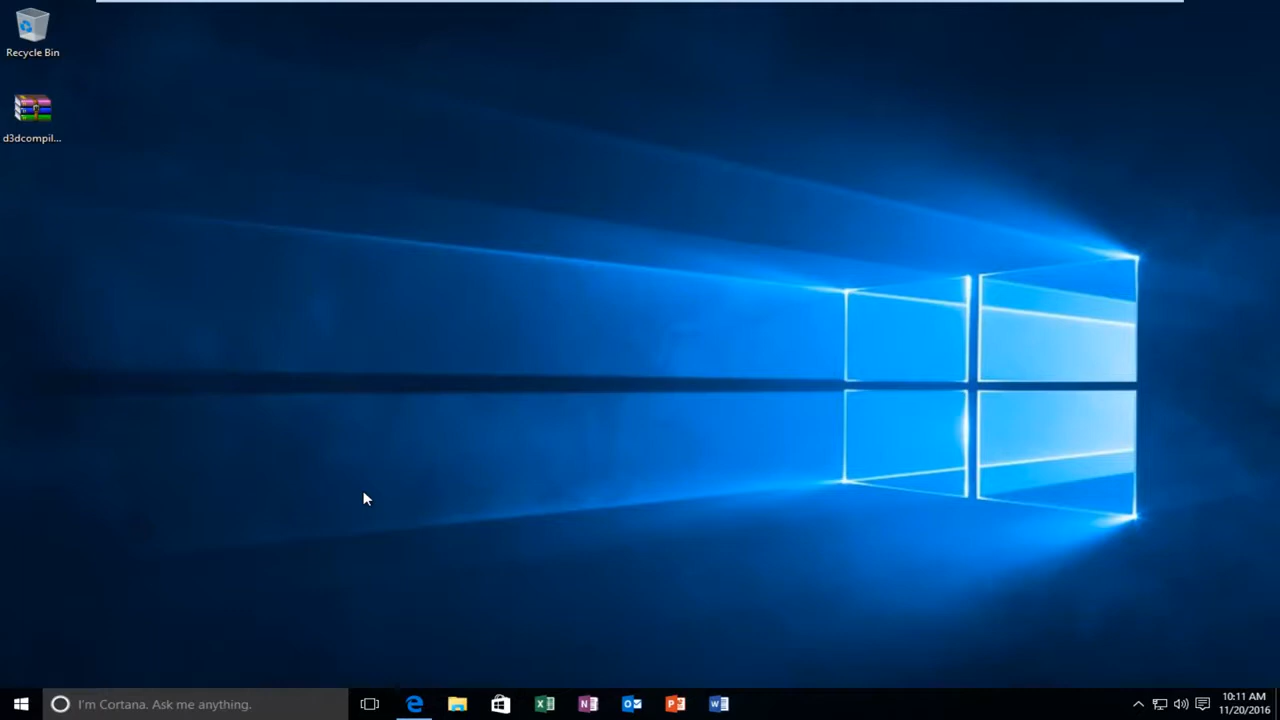 Recycle Bin
d3dcompil...
I'm Cortana. Ask me anything.
10:11 AM
11/20/2016